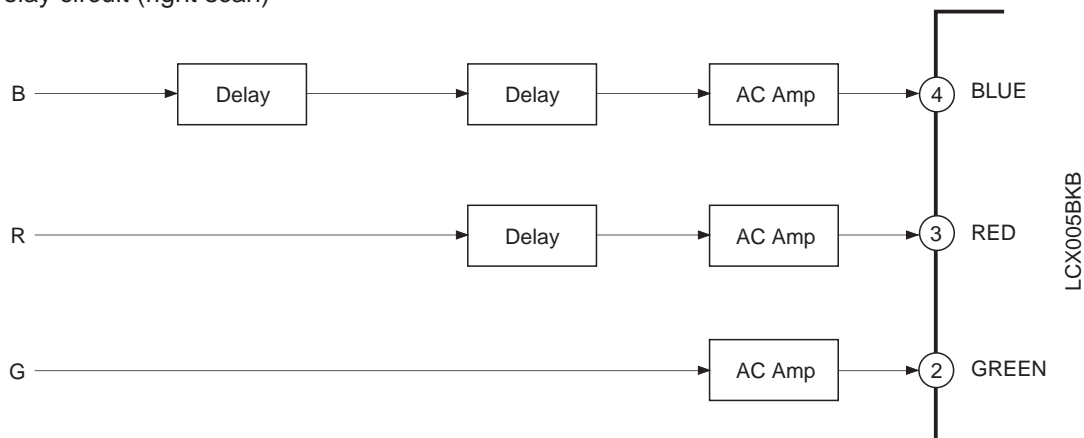 circuit (right scan)
B Delay Delay AC Amp 4 BLUE
R Delay AC Amp 3 RED
G AC Amp 2 GREEN
LCX005BKB